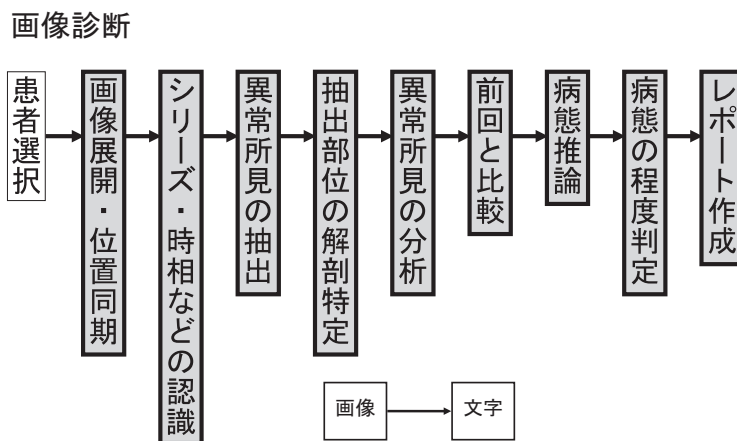 画像診断
患者選択
画像展開・位置同期
シリーズ・時相などの認識
異常所見の抽出
抽出部位の解剖特定
異常所見の分析
前回と比較
病態推論
病態の程度判定
レポート作成
画像
文字